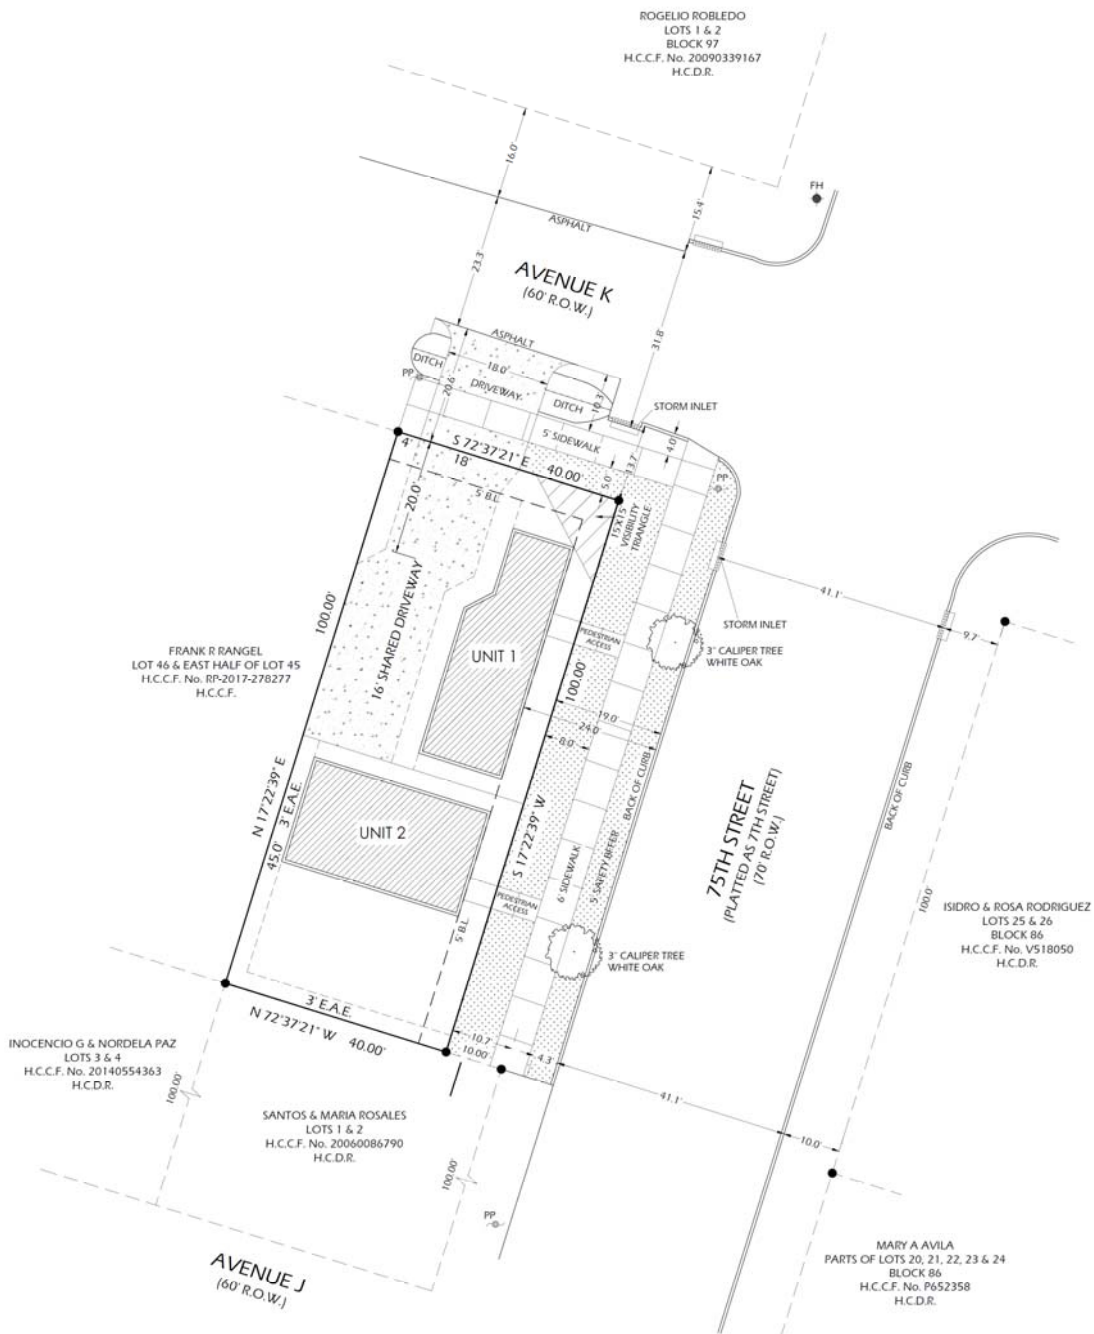 ROGELIO ROBLEDO
LOTS 1 & 2
BLOCK 97
H.C.C.F. No. 20090339167
H.C.D.R.
16.0'
FH
15.4'
ASPHALT
23.3'
AVENUE K
(60' R.O.W.)
31.8'
ASPHALT
DITCH
18.0'
PP
20.6'
DRIVEWAY
DITCH
10.3'
STORM INLET
5' SIDEWALK
4.0'
4'
S 72°37'21" E 40.00'
18'
13.7'
5.0'
PP
5' B.L.
20.0'
15'X15'
VISIBILITY
TRIANGLE
41.1'
100.00'
16' SHARED DRIVEWAY
STORM INLET
9.7'
PEDESTRIAN
ACCESS
3" CALIPER TREE
WHITE OAK
FRANK R RANGEL
LOT 46 & EAST HALF OF LOT 45
H.C.C.F. No. RP-2017-278277
H.C.C.F.
UNIT 1
100.00'
19.0'
24.0'
8.0'
BACK OF CURB
BACK OF CURB
75TH STREET
(PLATTED AS 7TH STREET)
(70' R.O.W.)
N 17°22'39" E
3' E.A.E.
45.0'
UNIT 2
S 17°22'39" W
6' SIDEWALK
5' SAFETY BFFER
100.0'
PEDESTRIAN
ACCESS
5' B.L.
ISIDRO & ROSA RODRIGUEZ
LOTS 25 & 26
BLOCK 86
H.C.C.F. No. V518050
H.C.D.R.
3" CALIPER TREE
WHITE OAK
3' E.A.E.
N 72°37'21" W 40.00'
10.7'
10.00'
4.3'
41.1'
10.0'
INOCENCIO G & NORDELA PAZ
LOTS 3 & 4
H.C.C.F. No. 20140554363
H.C.D.R.
100.00'
SANTOS & MARIA ROSALES
LOTS 1 & 2
H.C.C.F. No. 20060086790
H.C.D.R.
100.00'
PP
AVENUE J
(60' R.O.W.)
MARY A AVILA
PARTS OF LOTS 20, 21, 22, 23 & 24
BLOCK 86
H.C.C.F. No. P652358
H.C.D.R.